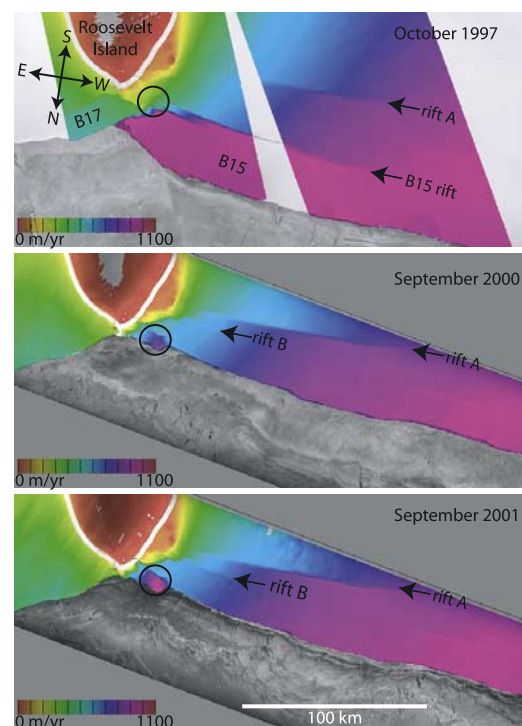 Roosevelt
Island
October 1997
S
E
W
N
B17
rift A
B15
B15 rift
0 m/yr
1100
September 2000
rift B
rift A
0 m/yr
1100
September 2001
rift B
rift A
0 m/yr
1100
100 km